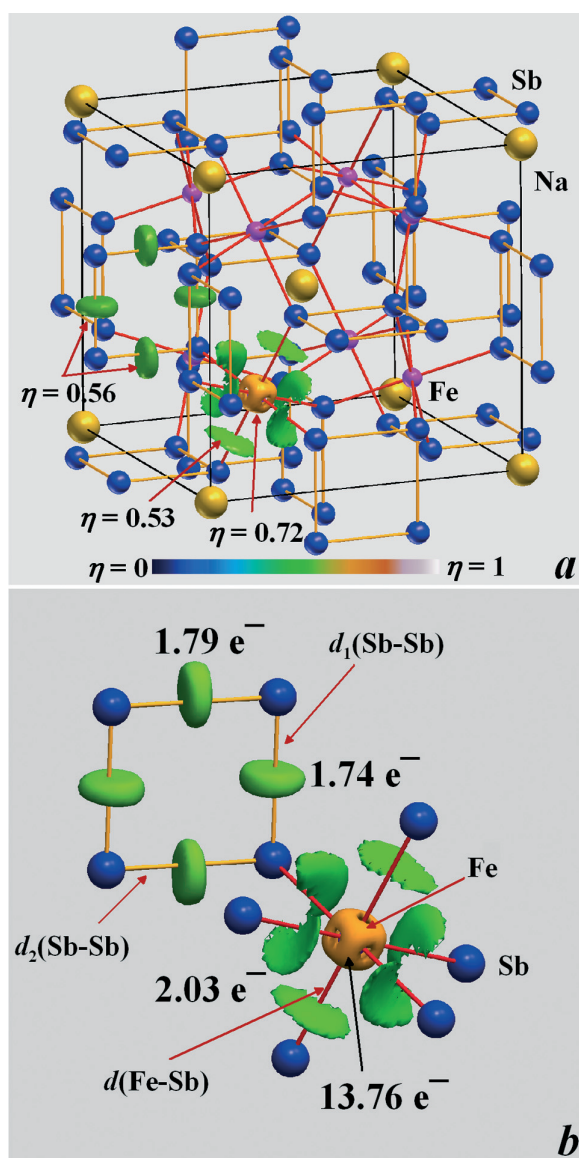 Sb
Na
η = 0.56
Fe
η = 0.53
η = 0.72
η = 0
η = 1
a
1.79 e⁻
d₁(Sb-Sb)
1.74 e⁻
Fe
d₂(Sb-Sb)
Sb
2.03 e⁻
d(Fe-Sb)
13.76 e⁻
b